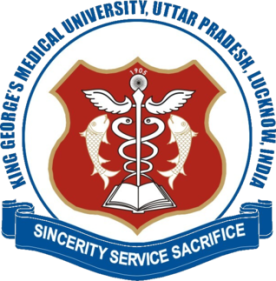 KING GEORGE'S MEDICAL UNIVERSITY, UTTAR PRADESH, LUCKNOW, INDIA
1905
SINCERITY SERVICE SACRIFICE